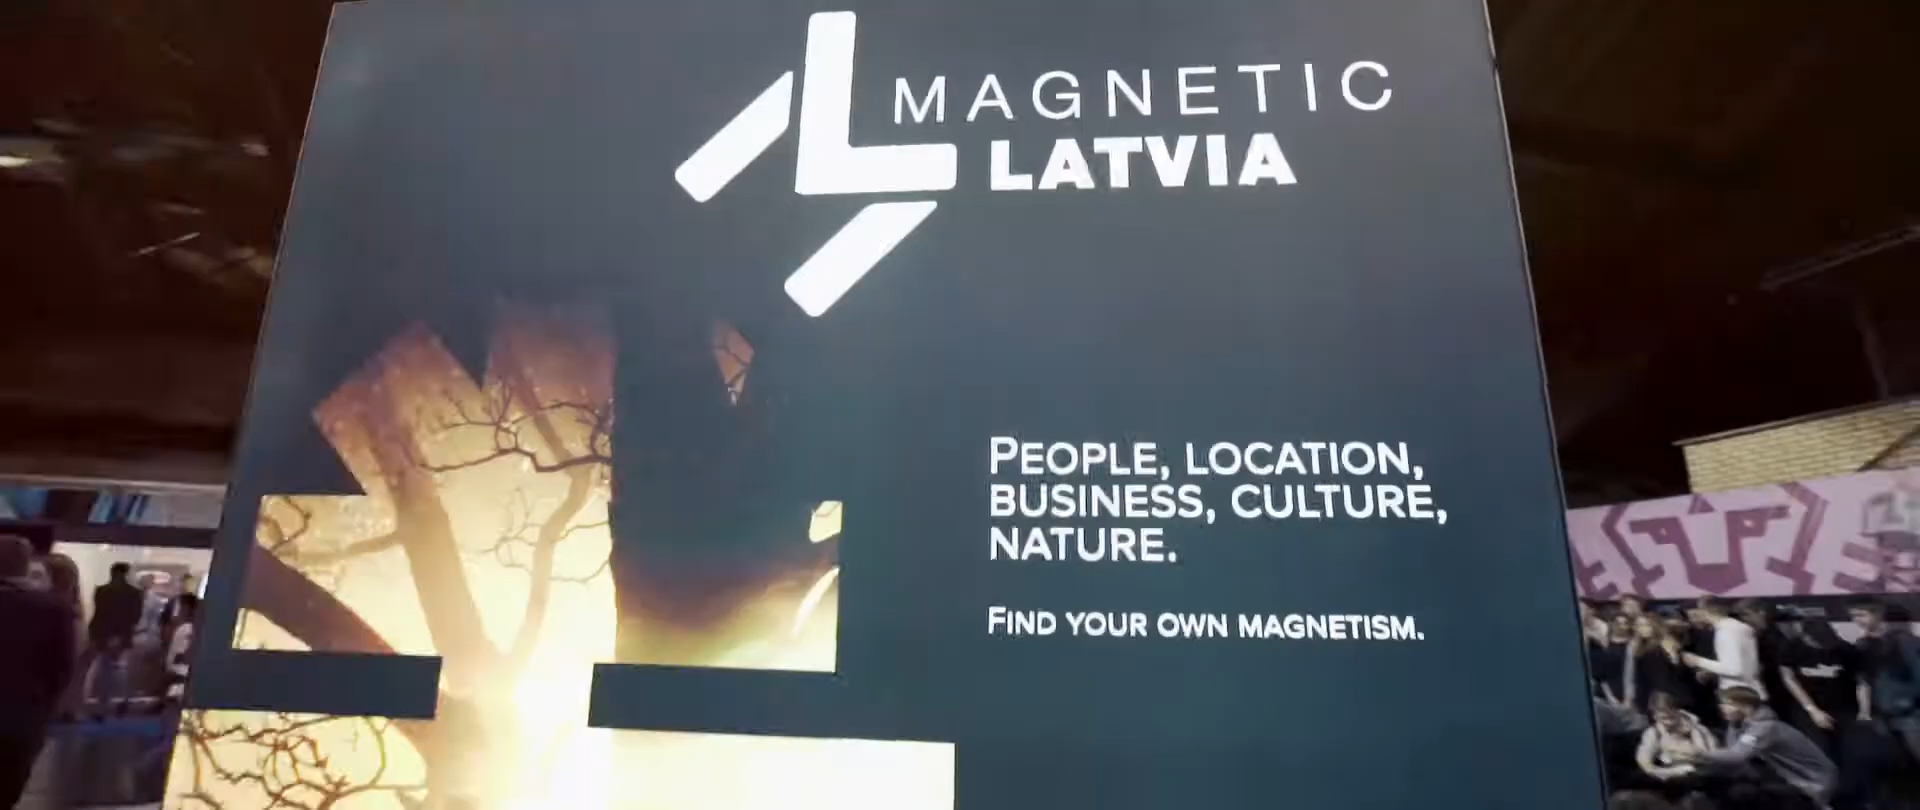 MAGNETIC
LATVIA
PEOPLE, LOCATION,
BUSINESS, CULTURE,
NATURE.
FIND YOUR OWN MAGNETISM.